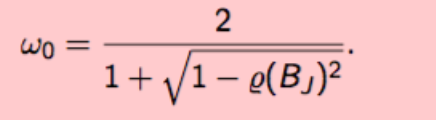 ω₀ = 2 / (1 + √(1 − ϱ(B_J)²)).